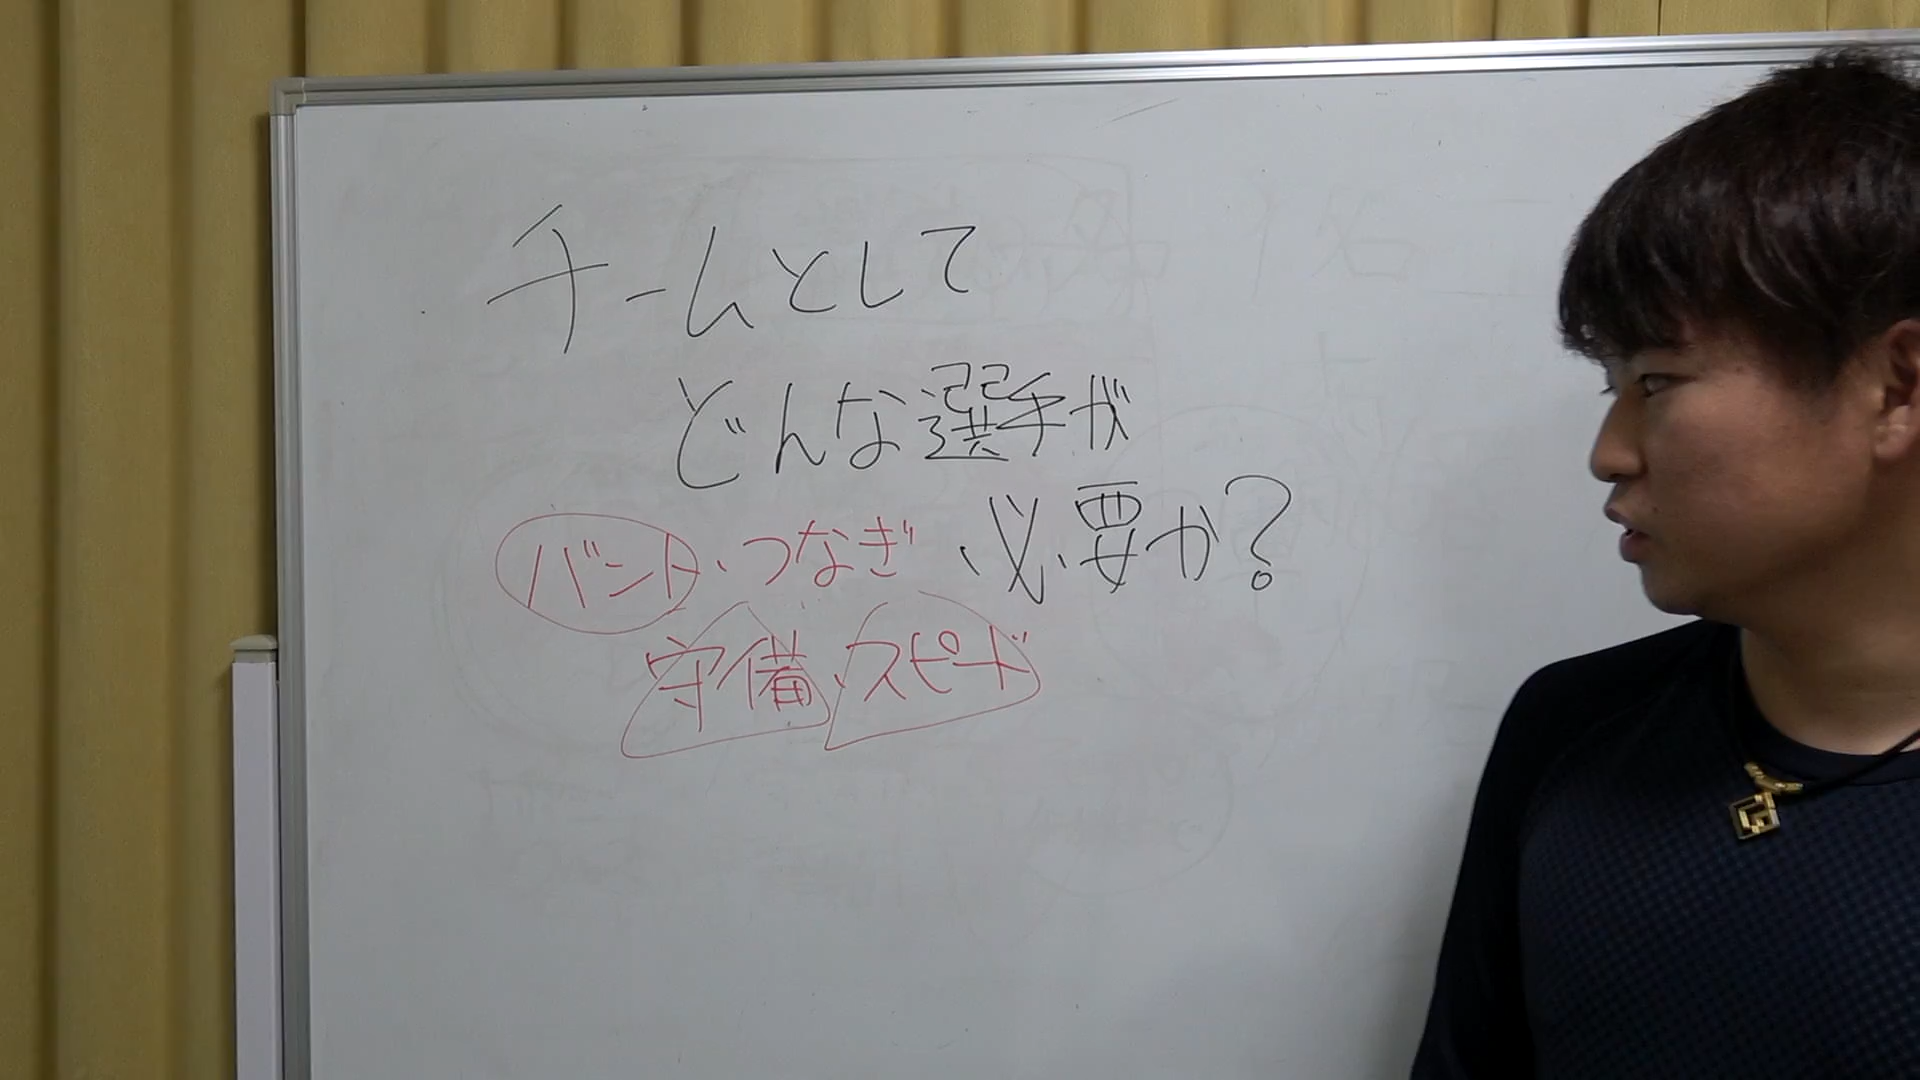 チームとして
どんな選手が
必要か?
バント、つなぎ、
守備、スピード